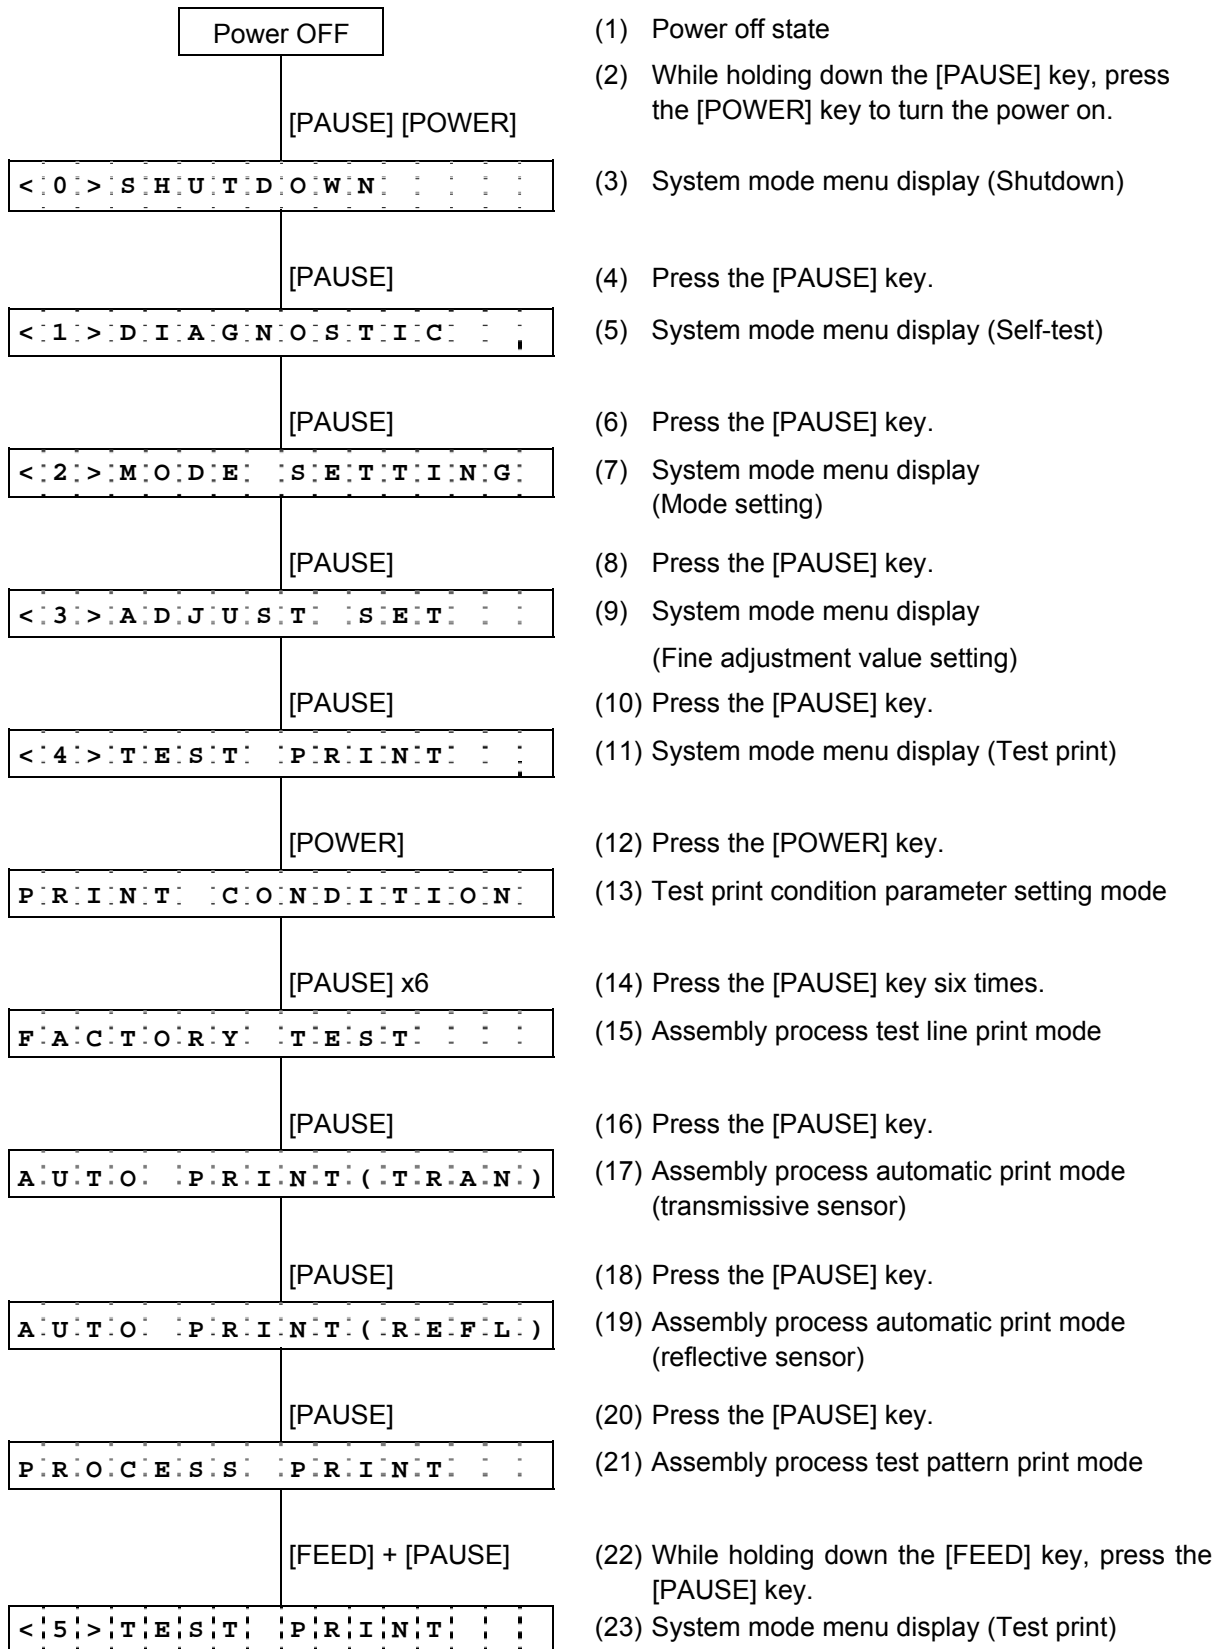 Power OFF
(1) Power off state
(2) While holding down the [PAUSE] key, press
the [POWER] key to turn the power on.
[PAUSE] [POWER]
<0>SHUTDOWN
(3) System mode menu display (Shutdown)
[PAUSE]
(4) Press the [PAUSE] key.
<1>DIAGNOSTIC
(5) System mode menu display (Self-test)
[PAUSE]
(6) Press the [PAUSE] key.
<2>MODE SETTING
(7) System mode menu display
(Mode setting)
[PAUSE]
(8) Press the [PAUSE] key.
<3>ADJUST SET
(9) System mode menu display
(Fine adjustment value setting)
[PAUSE]
(10) Press the [PAUSE] key.
<4>TEST PRINT
(11) System mode menu display (Test print)
[POWER]
(12) Press the [POWER] key.
PRINT CONDITION
(13) Test print condition parameter setting mode
[PAUSE] x6
(14) Press the [PAUSE] key six times.
FACTORY TEST
(15) Assembly process test line print mode
[PAUSE]
(16) Press the [PAUSE] key.
AUTO PRINT(TRAN)
(17) Assembly process automatic print mode
(transmissive sensor)
[PAUSE]
(18) Press the [PAUSE] key.
AUTO PRINT(REFL)
(19) Assembly process automatic print mode
(reflective sensor)
[PAUSE]
(20) Press the [PAUSE] key.
PROCESS PRINT
(21) Assembly process test pattern print mode
[FEED] + [PAUSE]
(22) While holding down the [FEED] key, press the
[PAUSE] key.
<5>TEST PRINT
(23) System mode menu display (Test print)